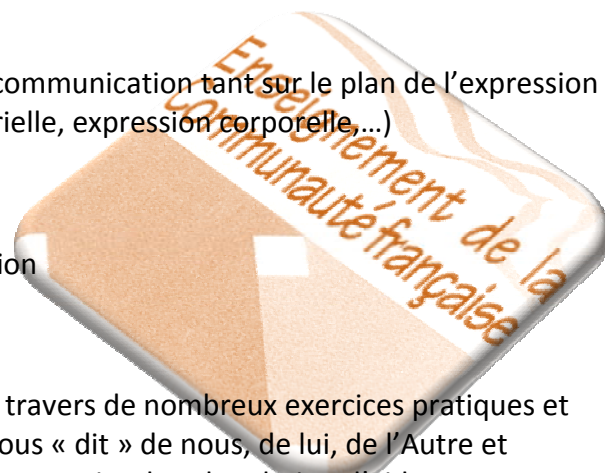 communication tant sur le plan de l’expression
rielle, expression corporelle,…)
Enseignement de la
Communauté française
ion
travers de nombreux exercices pratiques et
ous « dit » de nous, de lui, de l’Autre et